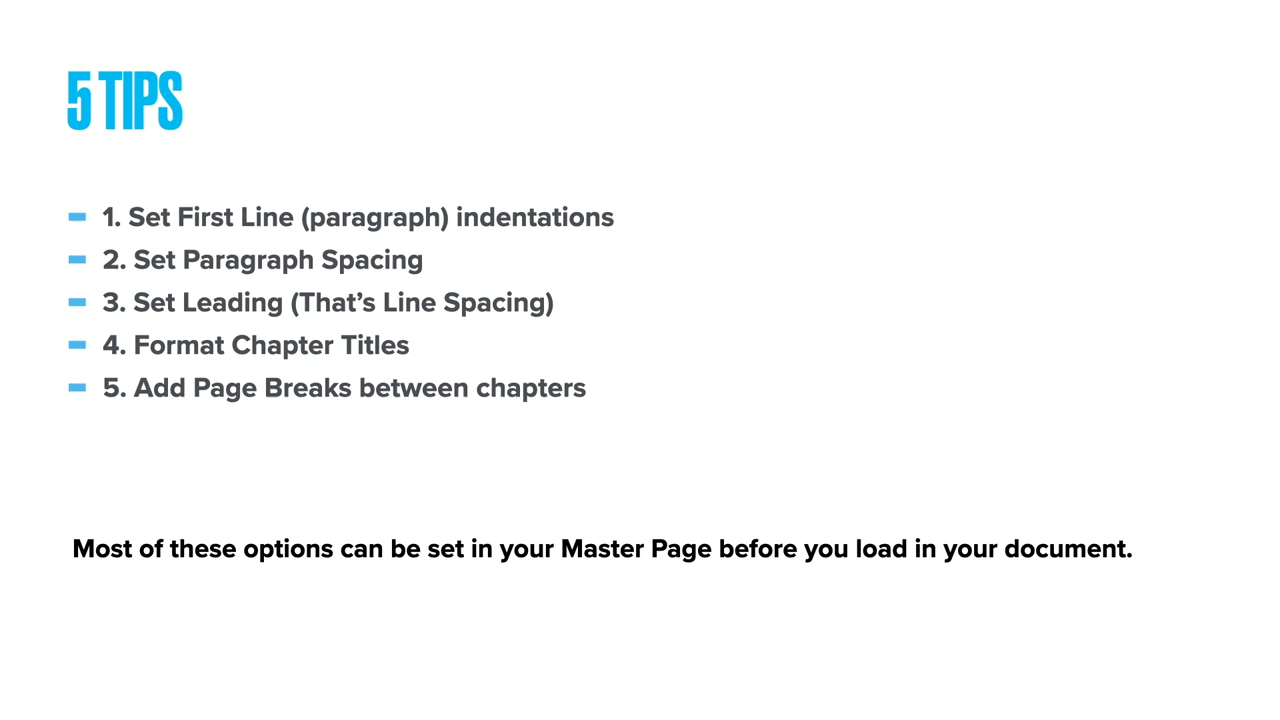 5 TIPS
1. Set First Line (paragraph) indentations
2. Set Paragraph Spacing
3. Set Leading (That's Line Spacing)
4. Format Chapter Titles
5. Add Page Breaks between chapters
Most of these options can be set in your Master Page before you load in your document.